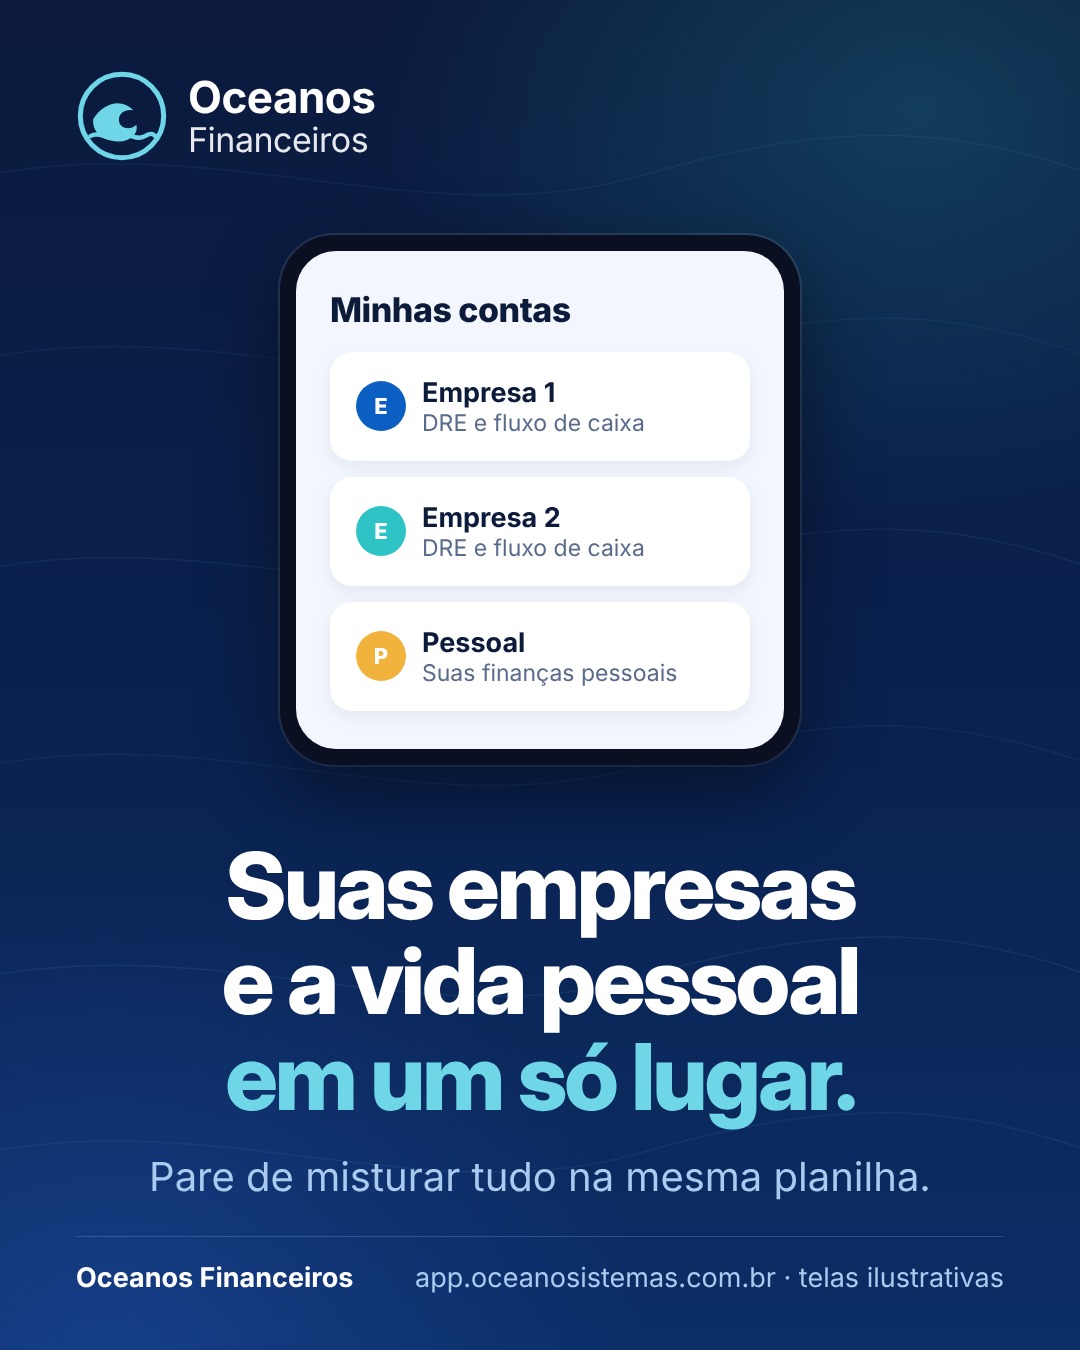 Oceanos
Financeiros
Minhas contas
E
Empresa 1
DRE e fluxo de caixa
E
Empresa 2
DRE e fluxo de caixa
P
Pessoal
Suas finanças pessoais
Suas empresas
e a vida pessoal
em um só lugar.
Pare de misturar tudo na mesma planilha.
Oceanos Financeiros
app.oceanosistemas.com.br · telas ilustrativas